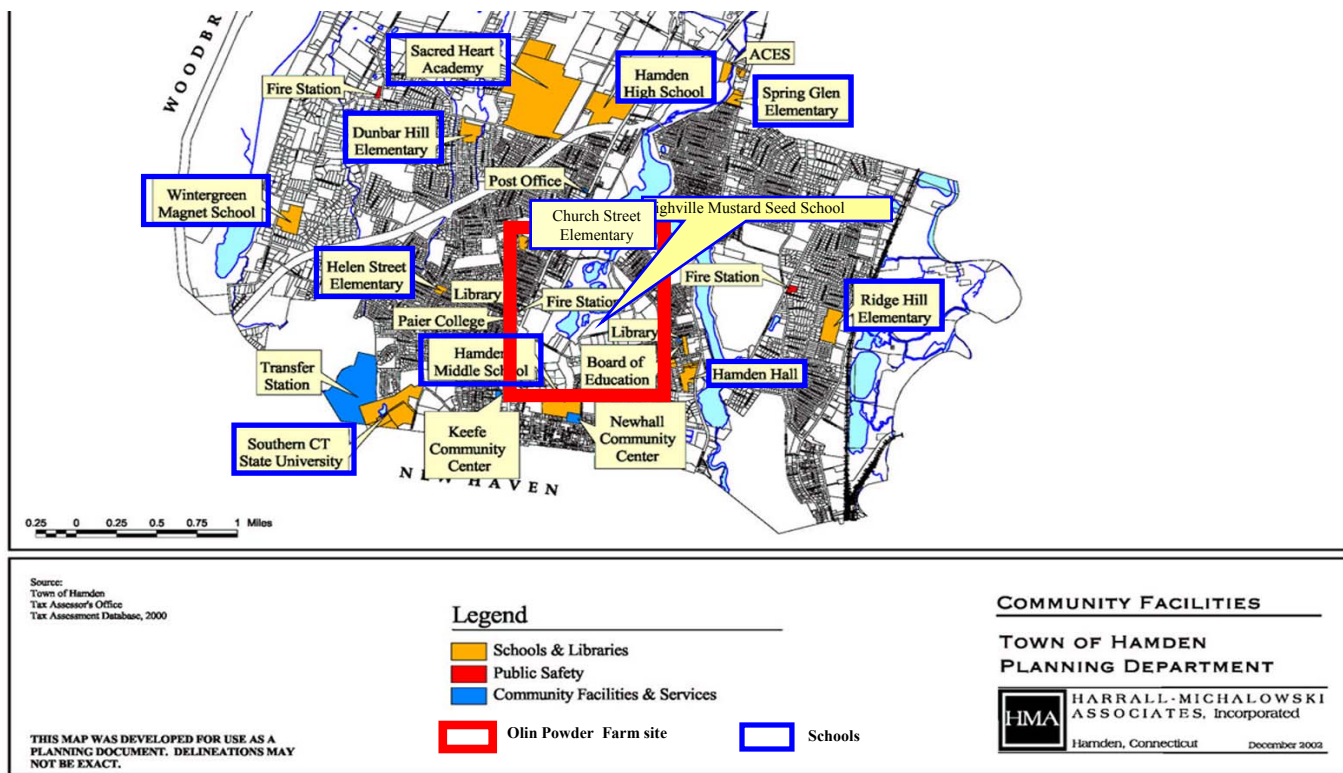 WOODBR
Sacred Heart
Academy
Hamden
High School
ACES
Spring Glen
Elementary
Fire Station
Dunbar Hill
Elementary
Post Office
Wintergreen
Magnet School
Church Street
Elementary
Mustard Seed School
Helen Street
Elementary
Library
Fire Station
Fire Station
Ridge Hill
Elementary
Paier College
Library
Hamden
Middle School
Board of
Education
Hamden Hall
Transfer
Station
Southern CT
State University
Keefe
Community
Center
Newhall
Community
Center
NEW HAVEN
0.25 0 0.25 0.5 0.75 1 Miles
Source:
Town of Hamden
Tax Assessor's Office
Tax Assessment Database, 2000
Legend
Schools & Libraries
Public Safety
Community Facilities & Services
Olin Powder Farm site
Schools
THIS MAP WAS DEVELOPED FOR USE AS A
PLANNING DOCUMENT. DELINEATIONS MAY
NOT BE EXACT.
COMMUNITY FACILITIES
TOWN OF HAMDEN
PLANNING DEPARTMENT
HMA
HARRALL-MICHALOWSKI
ASSOCIATES, Incorporated
Hamden, Connecticut December 2002